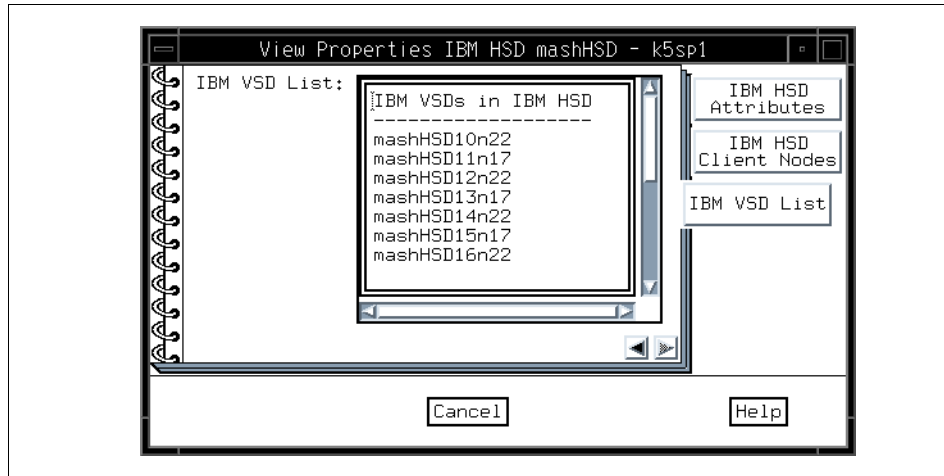 View Properties IBM HSD mashHSD - k5sp1
IBM VSD List:
IBM VSDs in IBM HSD
-------------------
mashHSD10n22
mashHSD11n17
mashHSD12n22
mashHSD13n17
mashHSD14n22
mashHSD15n17
mashHSD16n22
IBM HSD
Attributes
IBM HSD
Client Nodes
IBM VSD List
Cancel
Help